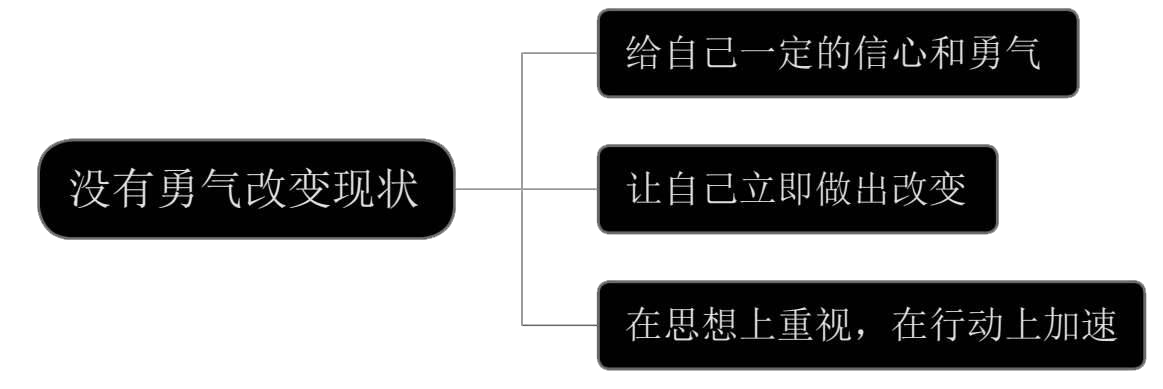 没有勇气改变现状
给自己一定的信心和勇气
让自己立即做出改变
在思想上重视，在行动上加速